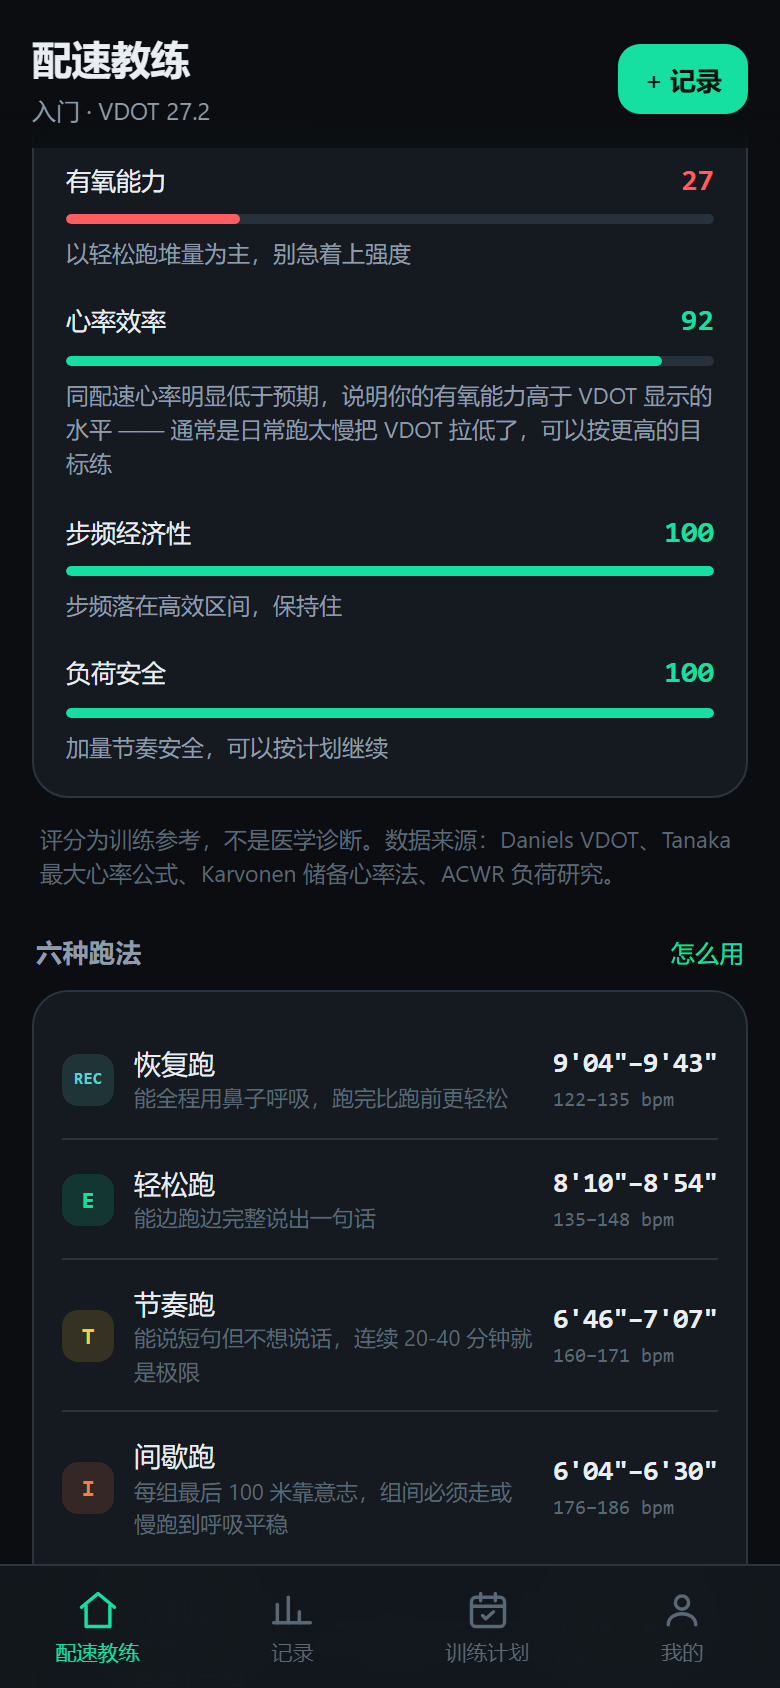 配速教练
入门 · VDOT 27.2
+ 记录
有氧能力 27
以轻松跑堆量为主，别急着上强度
心率效率 92
同配速心率明显低于预期，说明你的有氧能力高于 VDOT 显示的
水平 —— 通常是日常跑太慢把 VDOT 拉低了，可以按更高的目
标练
步频经济性 100
步频落在高效区间，保持住
负荷安全 100
加量节奏安全，可以按计划继续
评分为训练参考，不是医学诊断。数据来源：Daniels VDOT、Tanaka
最大心率公式、Karvonen 储备心率法、ACWR 负荷研究。
六种跑法 怎么用
REC 恢复跑 9'04"–9'43"
能全程用鼻子呼吸，跑完比跑前更轻松 122–135 bpm
E 轻松跑 8'10"–8'54"
能边跑边完整说出一句话 135–148 bpm
T 节奏跑 6'46"–7'07"
能说短句但不想说话，连续 20-40 分钟就 160–171 bpm
是极限
I 间歇跑 6'04"–6'30"
每组最后 100 米靠意志，组间必须走或 176–186 bpm
慢跑到呼吸平稳
配速教练 记录 训练计划 我的